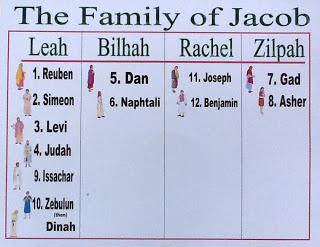 The Family of Jacob
Leah
1. Reuben
2. Simeon
3. Levi
4. Judah
9. Issachar
10. Zebulun
(then)
Dinah
Bilhah
5. Dan
6. Naphtali
Rachel
11. Joseph
12. Benjamin
Zilpah
7. Gad
8. Asher